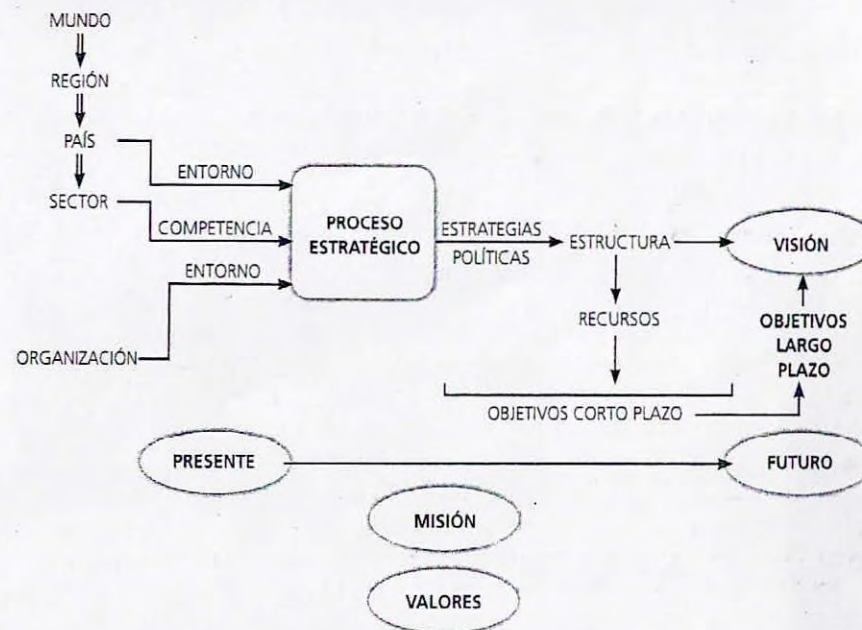 MUNDO
REGIÓN
PAÍS
ENTORNO
SECTOR
COMPETENCIA
PROCESO
ESTRATÉGICO
ESTRATEGIAS
POLÍTICAS
ESTRUCTURA
VISIÓN
ENTORNO
RECURSOS
OBJETIVOS
LARGO
PLAZO
ORGANIZACIÓN
OBJETIVOS CORTO PLAZO
PRESENTE
FUTURO
MISIÓN
VALORES